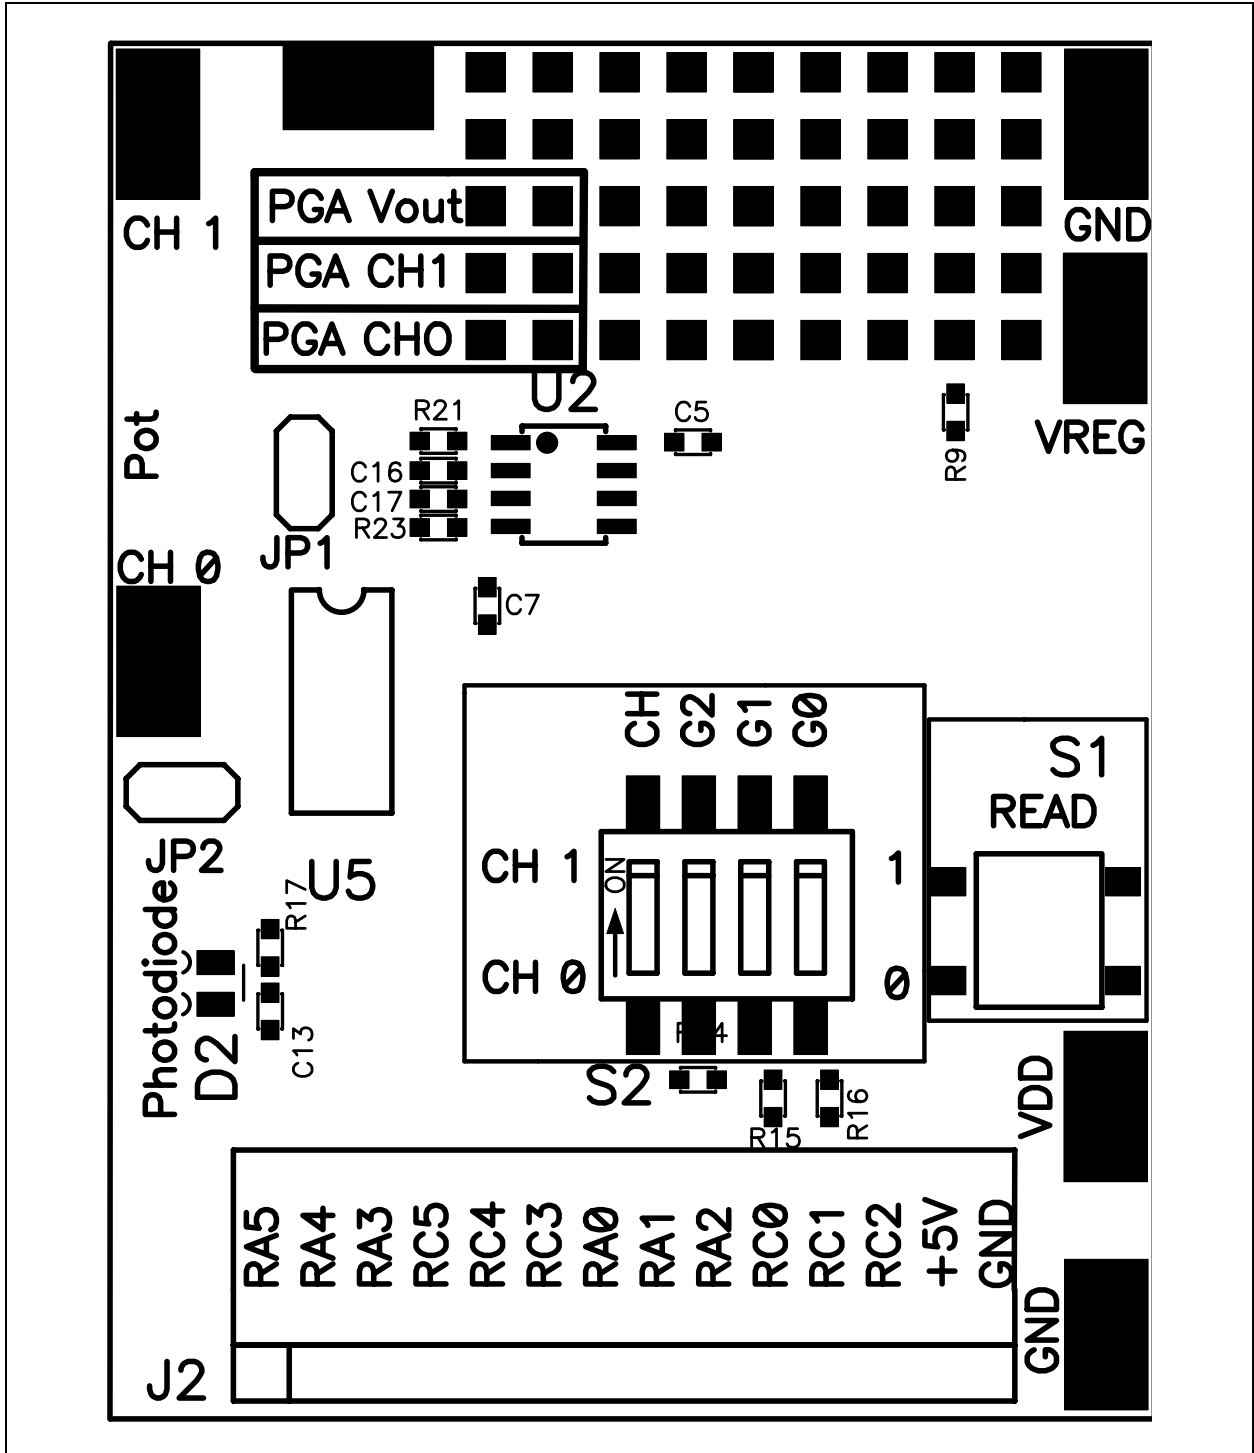 PGA Vout
CH 1
GND
PGA CH1
PGA CH0
U2
R21
C5
Pot
VREG
C16
R9
C17
R23
JP1
CH 0
C7
CH
G2
G1
G0
S1
READ
JP2
CH 1
ON
1
U5
R17
Photodiode
CH 0
0
D2
C13
S2
VDD
R15
R16
RA5
RA4
RA3
RC5
RC4
RC3
RA0
RA1
RA2
RC0
RC1
RC2
+5V
GND
GND
J2